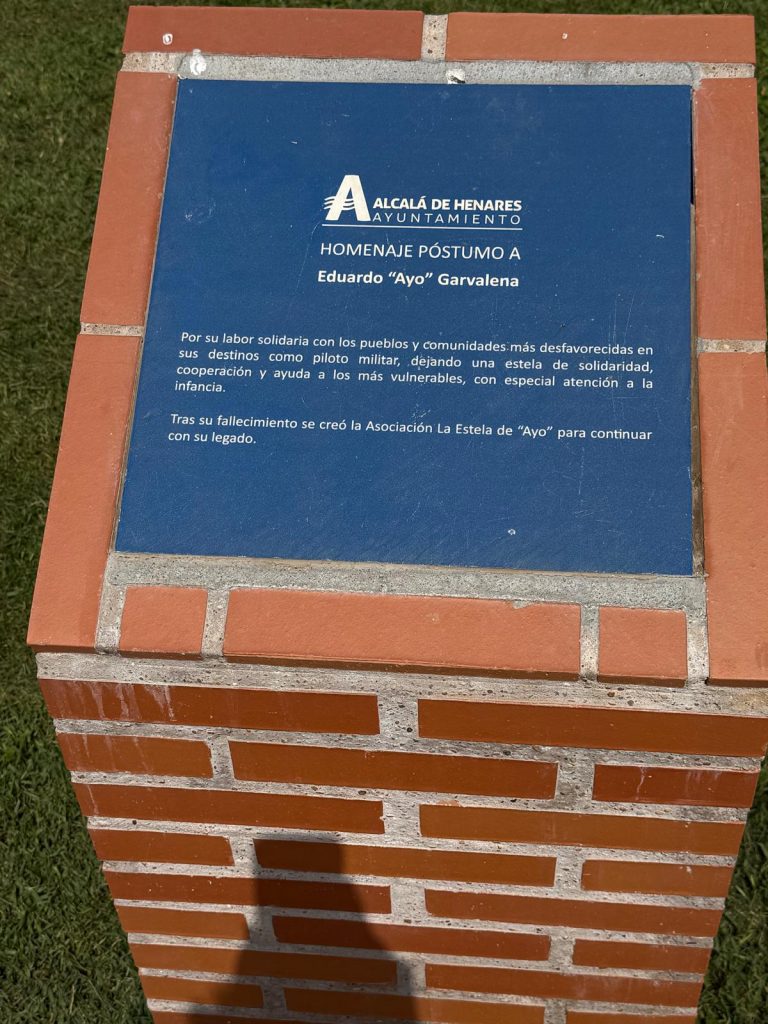 ALCALÁ DE HENARES
AYUNTAMIENTO
HOMENAJE PÓSTUMO A
Eduardo “Ayo” Garvalena
Por su labor solidaria con los pueblos y comunidades más desfavorecidas en
sus destinos como piloto militar, dejando una estela de solidaridad,
cooperación y ayuda a los más vulnerables, con especial atención a la
infancia.
Tras su fallecimiento se creó la Asociación La Estela de “Ayo” para continuar
con su legado.